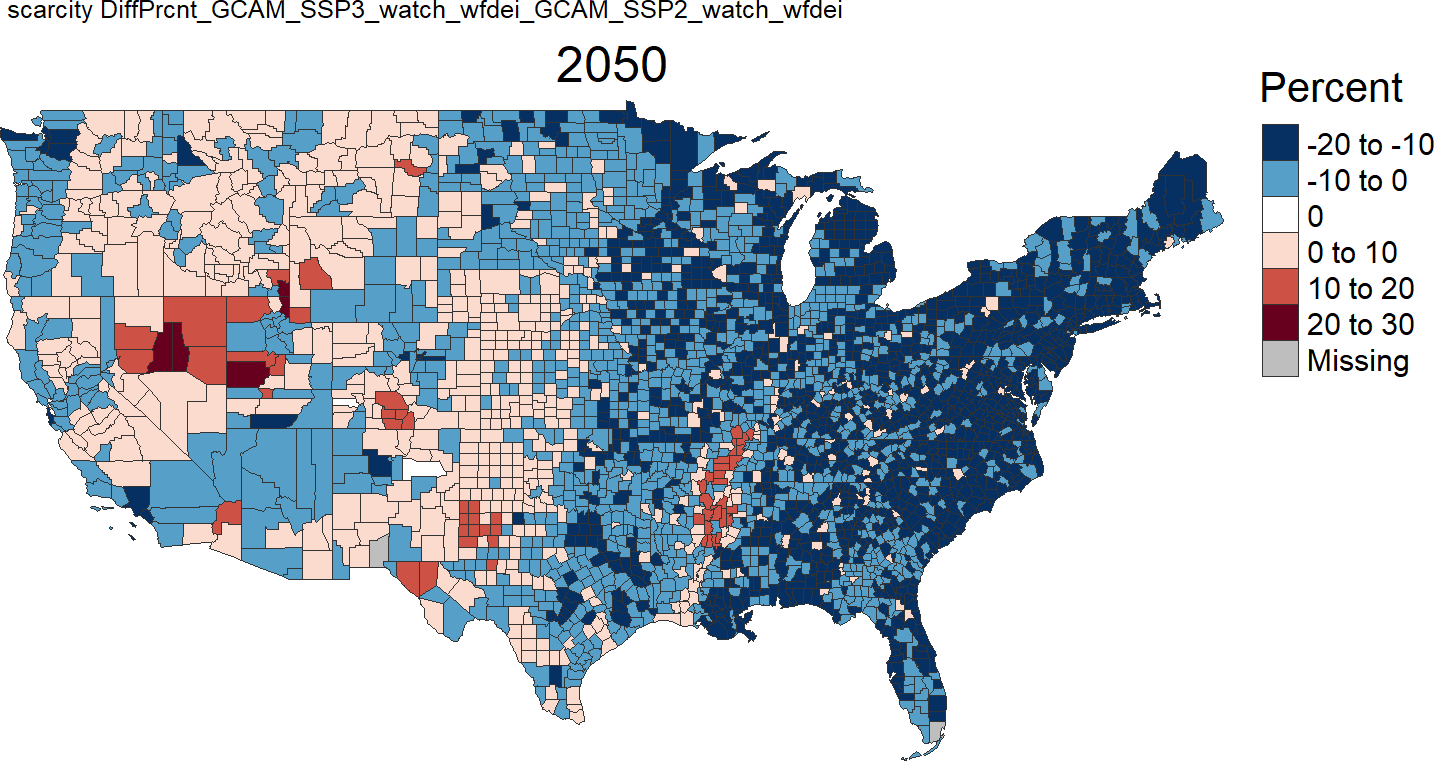 scarcity DiffPrcnt_GCAM_SSP3_watch_wfdei_GCAM_SSP2_watch_wfdei
2050
Percent
-20 to -10
-10 to 0
0
0 to 10
10 to 20
20 to 30
Missing